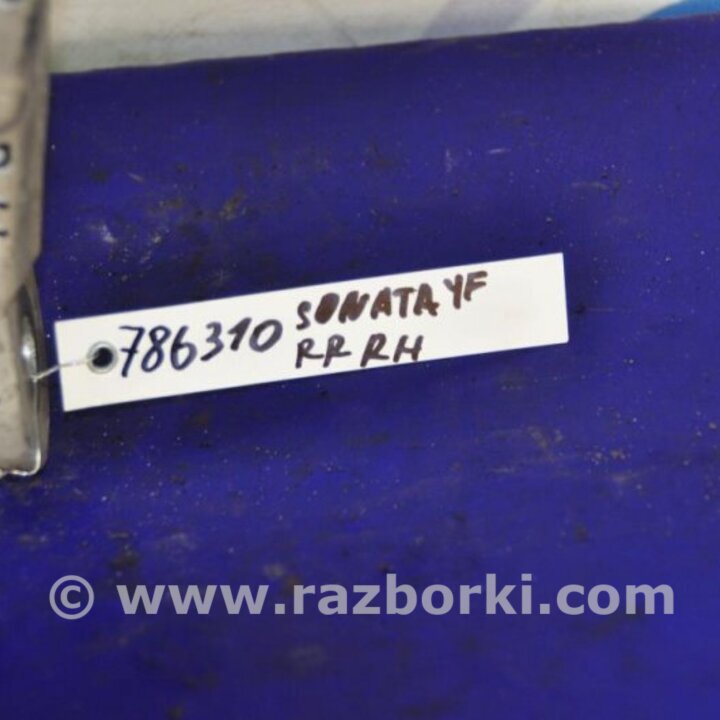 786310 SONATA YF
RR RH
© www.razborki.com